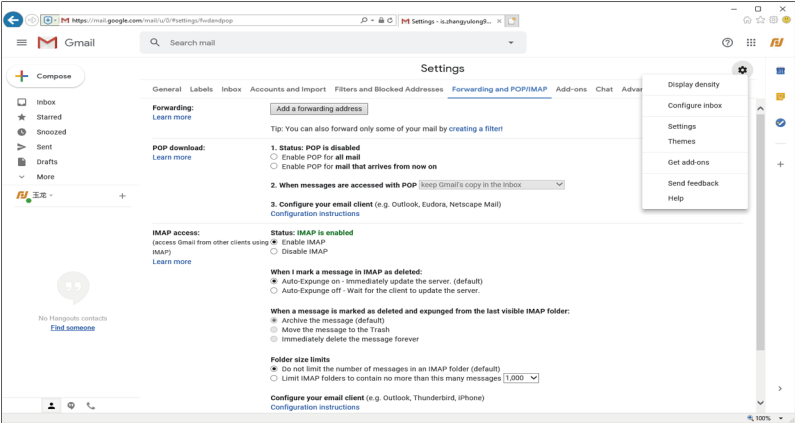 https://mail.google.com/mail/u/0/#settings/fwdandpop
Settings - is.zhangyulong9...
Gmail
Search mail
Compose
Inbox
Starred
Snoozed
Sent
Drafts
More
玉龙
No Hangouts contacts
Find someone
Settings
General Labels Inbox Accounts and Import Filters and Blocked Addresses Forwarding and POP/IMAP Add-ons Chat Advan
Forwarding:
Learn more
Add a forwarding address
Tip: You can also forward only some of your mail by creating a filter!
POP download:
Learn more
1. Status: POP is disabled
Enable POP for all mail
Enable POP for mail that arrives from now on
2. When messages are accessed with POP keep Gmail's copy in the Inbox
3. Configure your email client (e.g. Outlook, Eudora, Netscape Mail)
Configuration instructions
IMAP access:
(access Gmail from other clients using IMAP)
Learn more
Status: IMAP is enabled
Enable IMAP
Disable IMAP
When I mark a message in IMAP as deleted:
Auto-Expunge on - Immediately update the server. (default)
Auto-Expunge off - Wait for the client to update the server.
When a message is marked as deleted and expunged from the last visible IMAP folder:
Archive the message (default)
Move the message to the Trash
Immediately delete the message forever
Folder size limits
Do not limit the number of messages in an IMAP folder (default)
Limit IMAP folders to contain no more than this many messages 1,000
Configure your email client (e.g. Outlook, Thunderbird, iPhone)
Configuration instructions
Display density
Configure inbox
Settings
Themes
Get add-ons
Send feedback
Help
100%